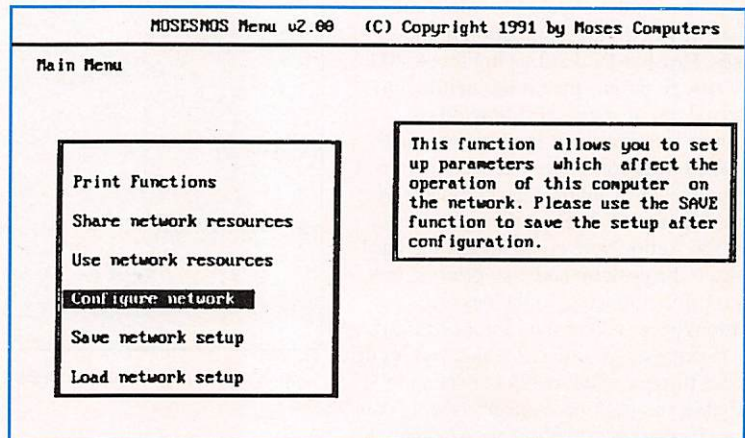 MOSESNOS Menu v2.00 (C) Copyright 1991 by Moses Computers
Main Menu
Print Functions
Share network resources
Use network resources
Configure network
Save network setup
Load network setup
This function allows you to set
up parameters which affect the
operation of this computer on
the network. Please use the SAVE
function to save the setup after
configuration.